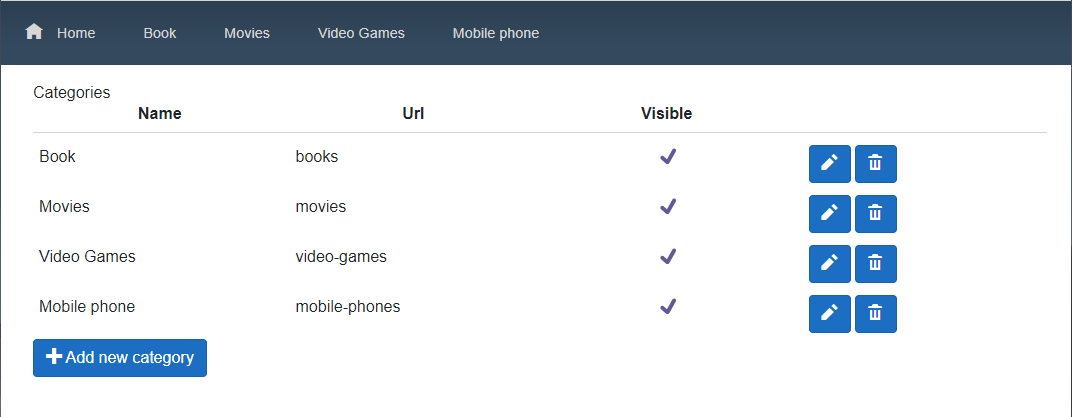 Home Book Movies Video Games Mobile phone
Categories
Name Url Visible
Book books
Movies movies
Video Games video-games
Mobile phone mobile-phones
Add new category